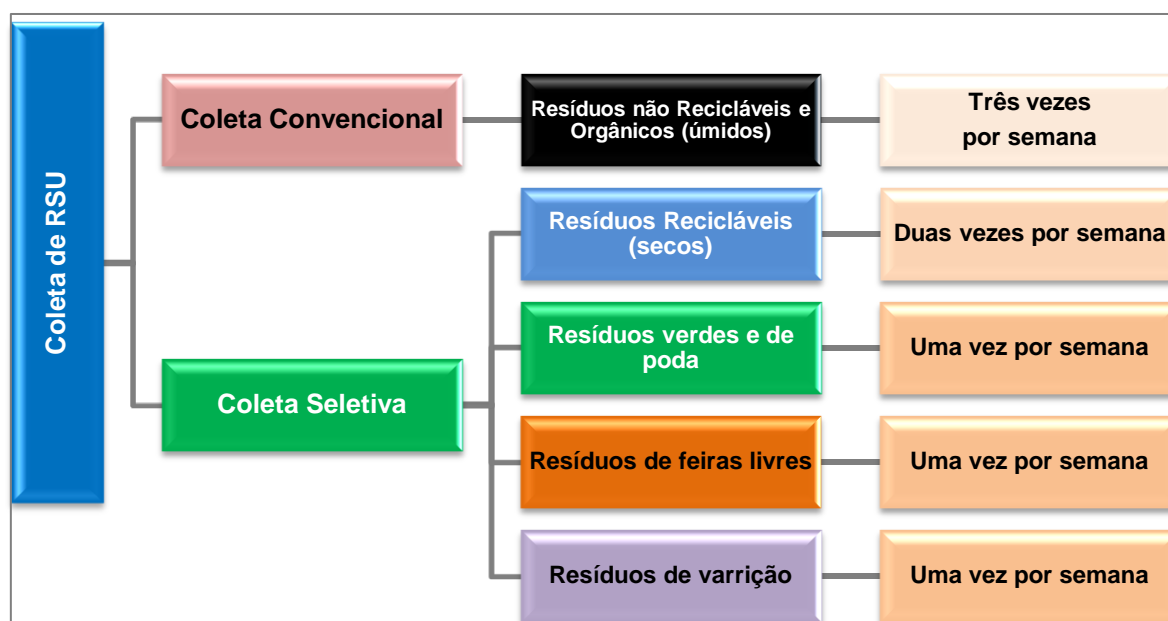 Coleta de RSU
Coleta Convencional
Resíduos não Recicláveis e
Orgânicos (úmidos)
Três vezes
por semana
Resíduos Recicláveis
(secos)
Duas vezes por semana
Coleta Seletiva
Resíduos verdes e de
poda
Uma vez por semana
Resíduos de feiras livres
Uma vez por semana
Resíduos de varrição
Uma vez por semana